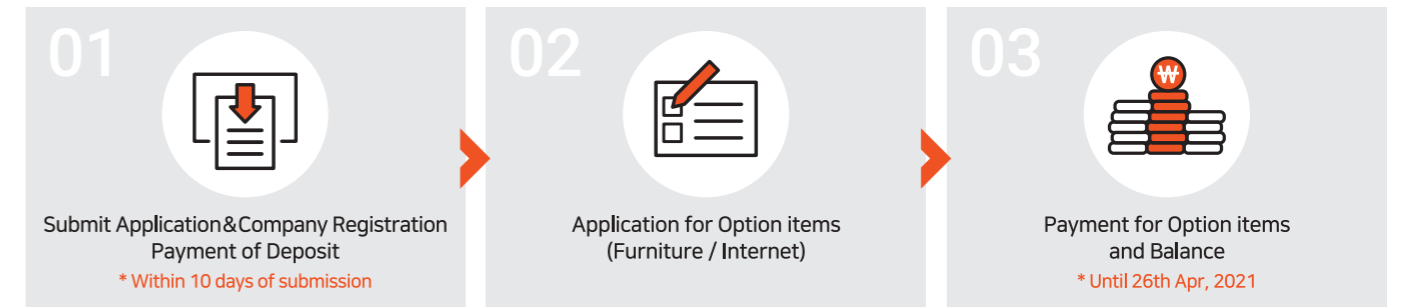 01
Submit Application&Company Registration
Payment of Deposit
* Within 10 days of submission
02
Application for Option items
(Furniture / Internet)
03
₩
Payment for Option items
and Balance
* Until 26th Apr, 2021